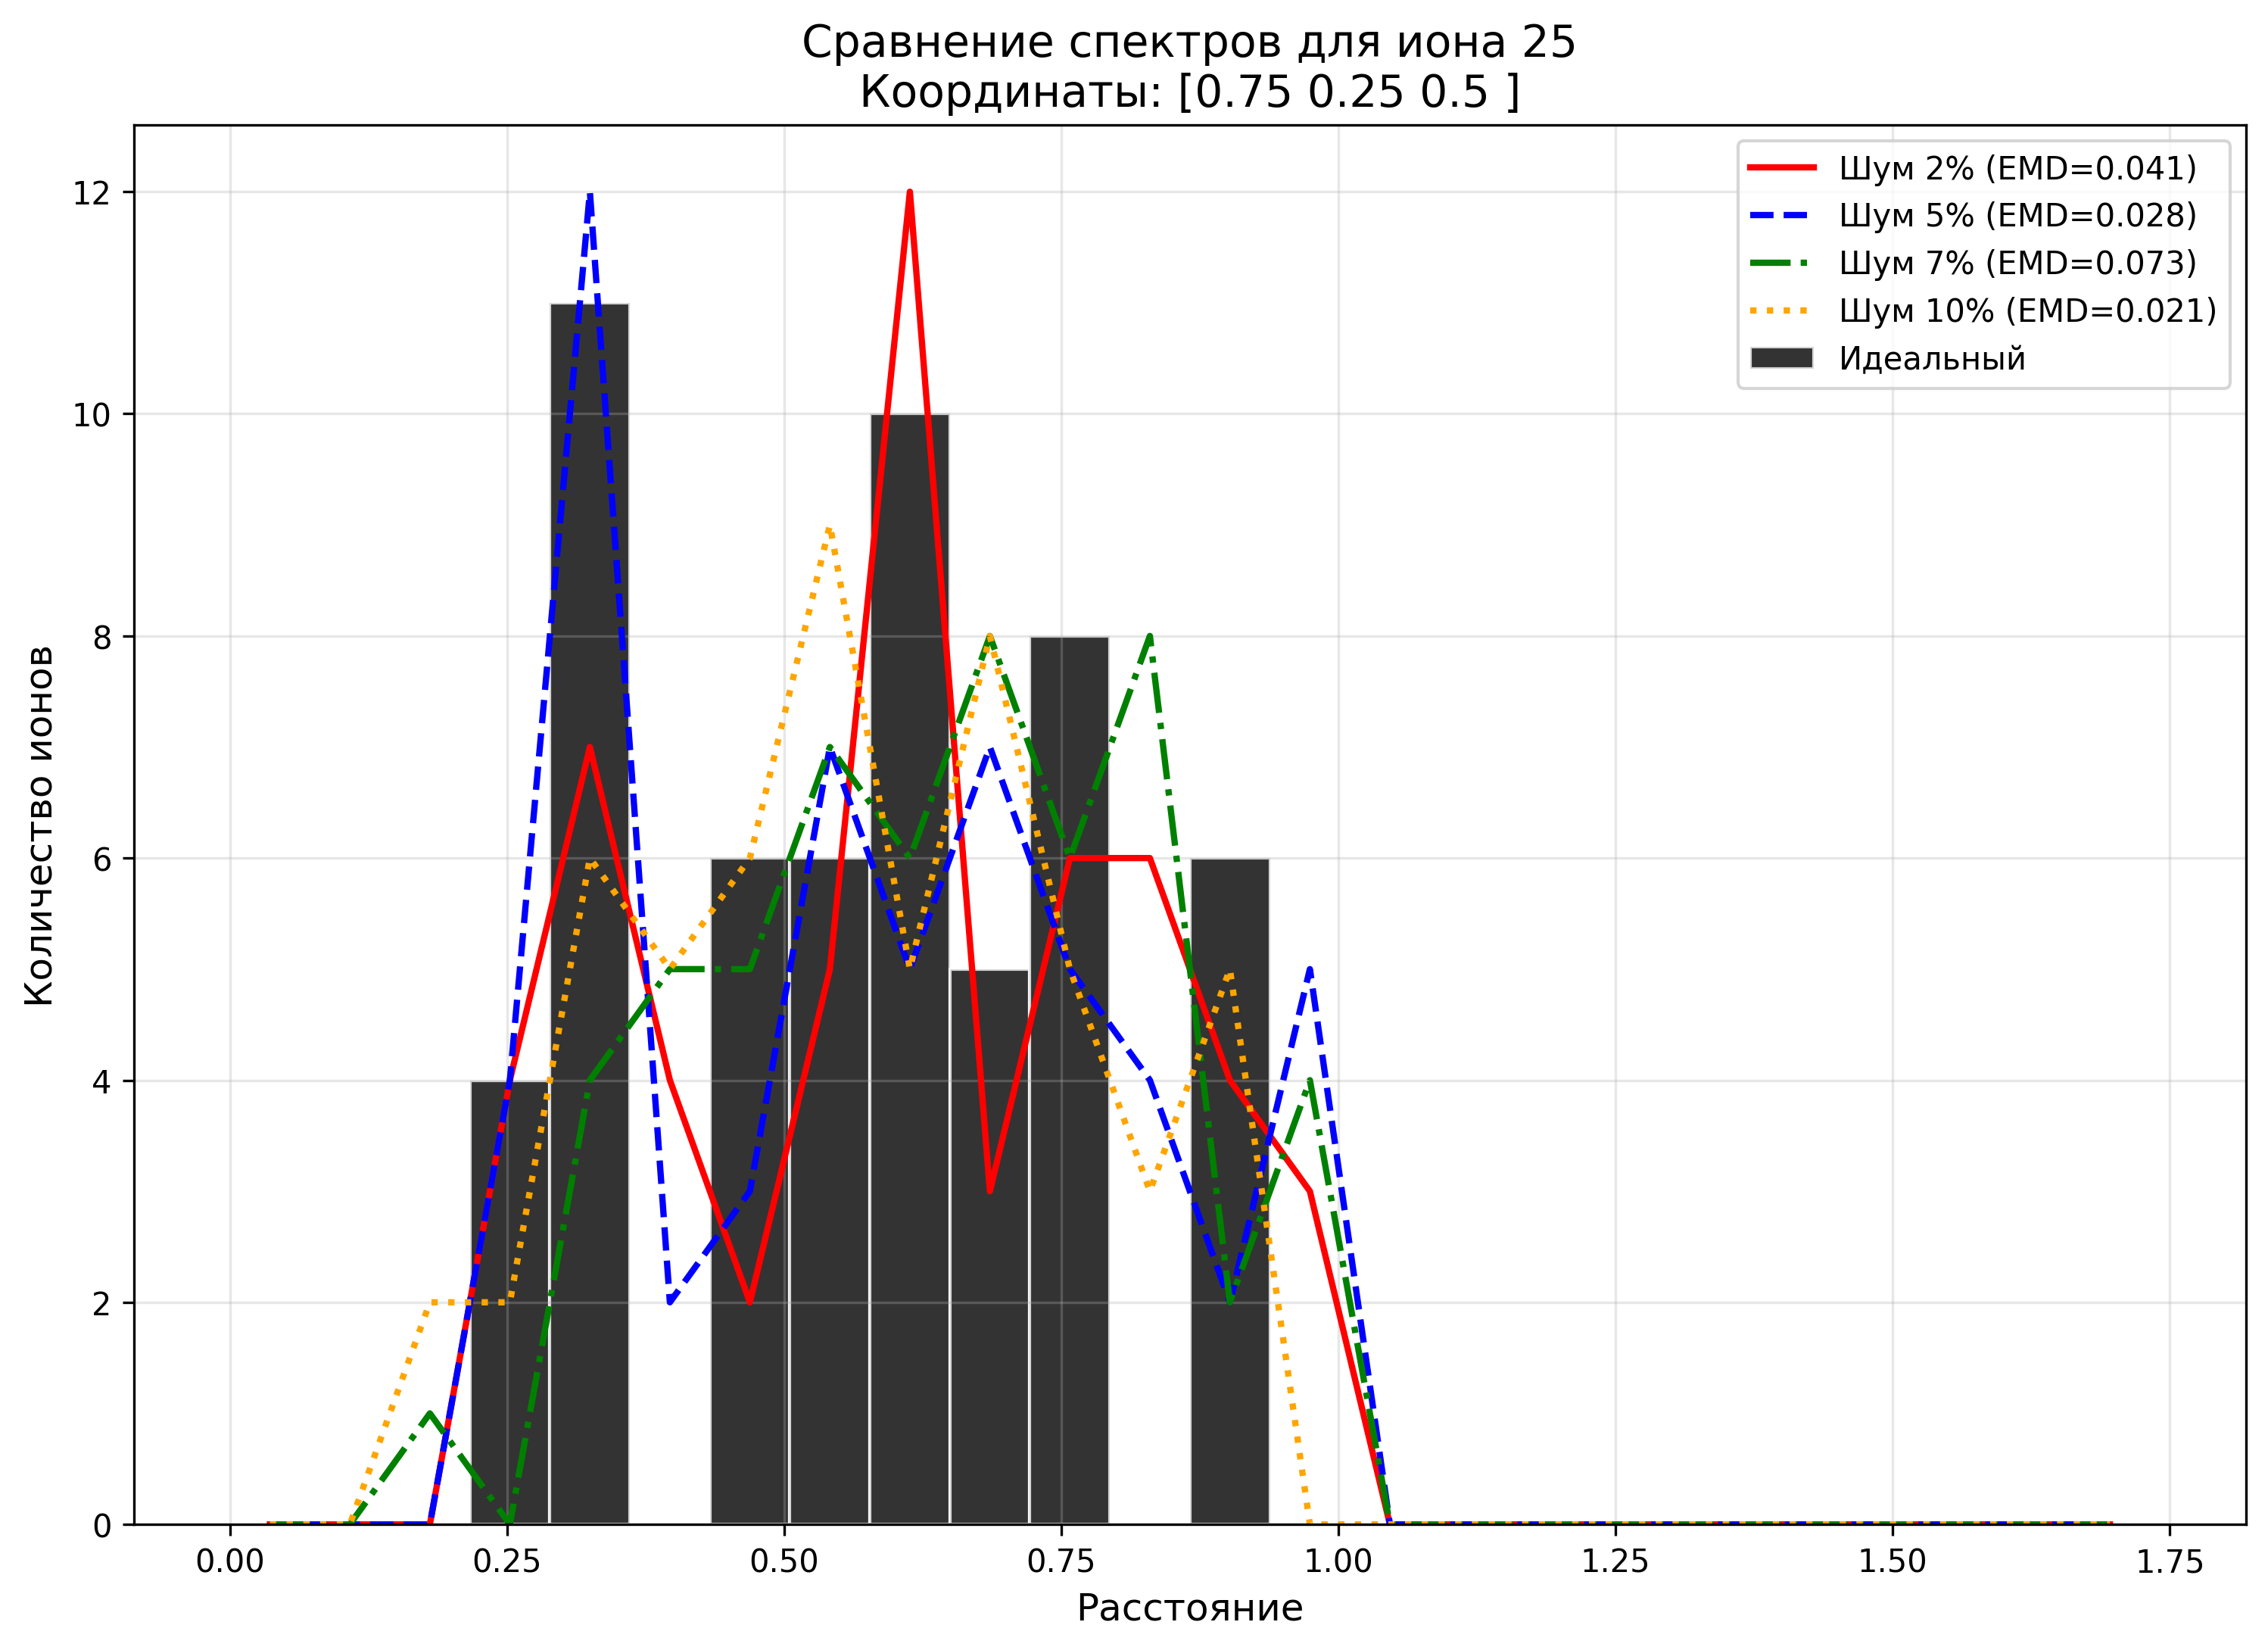 Сравнение спектров для иона 25
Координаты: [0.75 0.25 0.5 ]
Шум 2% (EMD=0.041)
Шум 5% (EMD=0.028)
Шум 7% (EMD=0.073)
Шум 10% (EMD=0.021)
Идеальный
Количество ионов
12
10
8
6
4
2
0
0.00 0.25 0.50 0.75 1.00 1.25 1.50 1.75
Расстояние